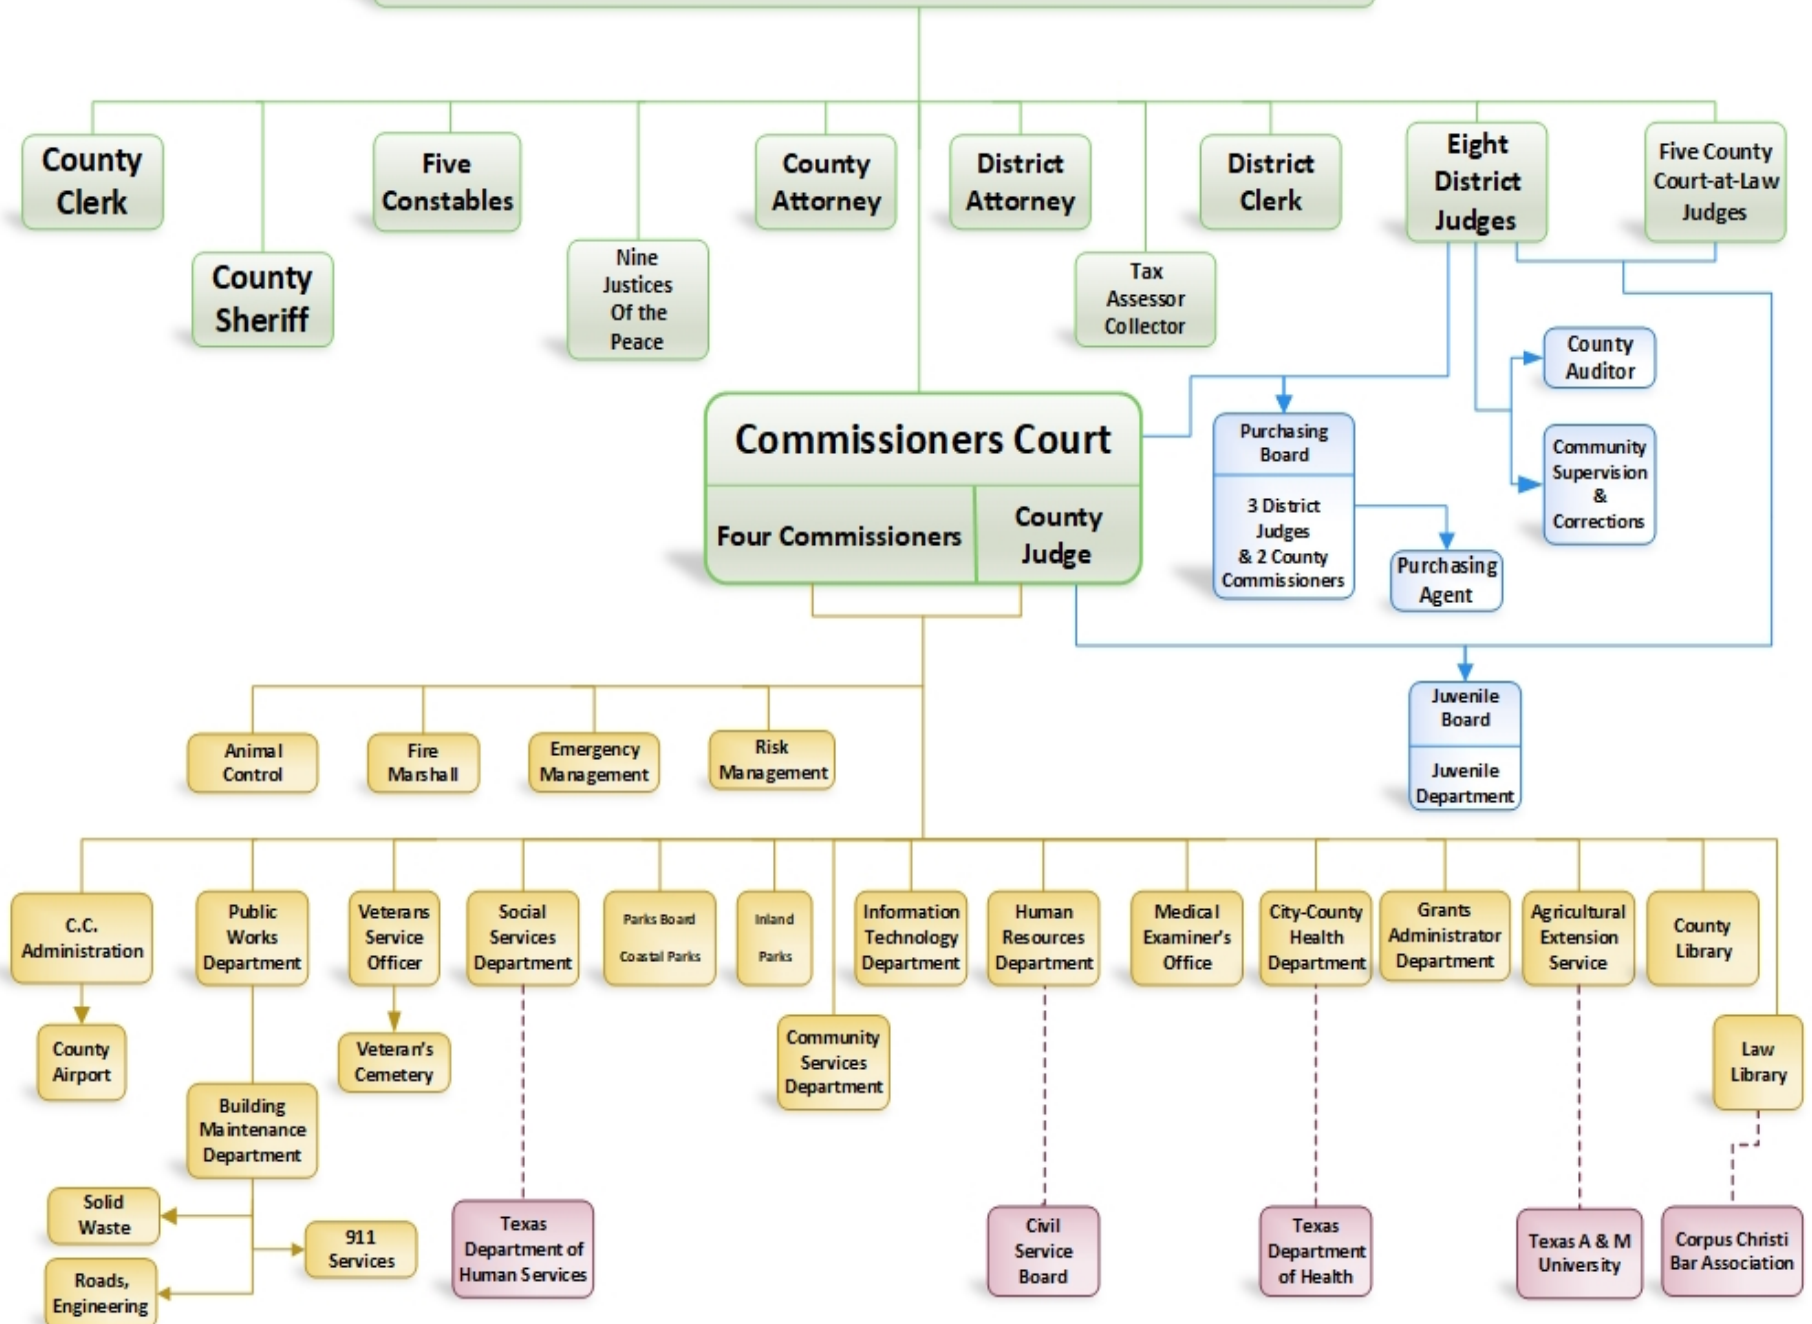 County
Clerk
Five
Constables
County
Attorney
District
Attorney
District
Clerk
Eight
District
Judges
Five County
Court-at-Law
Judges
County
Sheriff
Nine
Justices
Of the
Peace
Tax
Assessor
Collector
County
Auditor
Commissioners Court
Four Commissioners
County
Judge
Purchasing
Board
3 District
Judges
& 2 County
Commissioners
Community
Supervision
&
Corrections
Purchasing
Agent
Juvenile
Board
Juvenile
Department
Animal
Control
Fire
Marshall
Emergency
Management
Risk
Management
C.C.
Administration
Public
Works
Department
Veterans
Service
Officer
Social
Services
Department
Parks Board
Coastal Parks
Inland
Parks
Information
Technology
Department
Human
Resources
Department
Medical
Examiner's
Office
City-County
Health
Department
Grants
Administrator
Department
Agricultural
Extension
Service
County
Library
County
Airport
Veteran's
Cemetery
Community
Services
Department
Law
Library
Building
Maintenance
Department
Solid
Waste
911
Services
Roads,
Engineering
Texas
Department of
Human Services
Civil
Service
Board
Texas
Department
of Health
Texas A & M
University
Corpus Christi
Bar Association